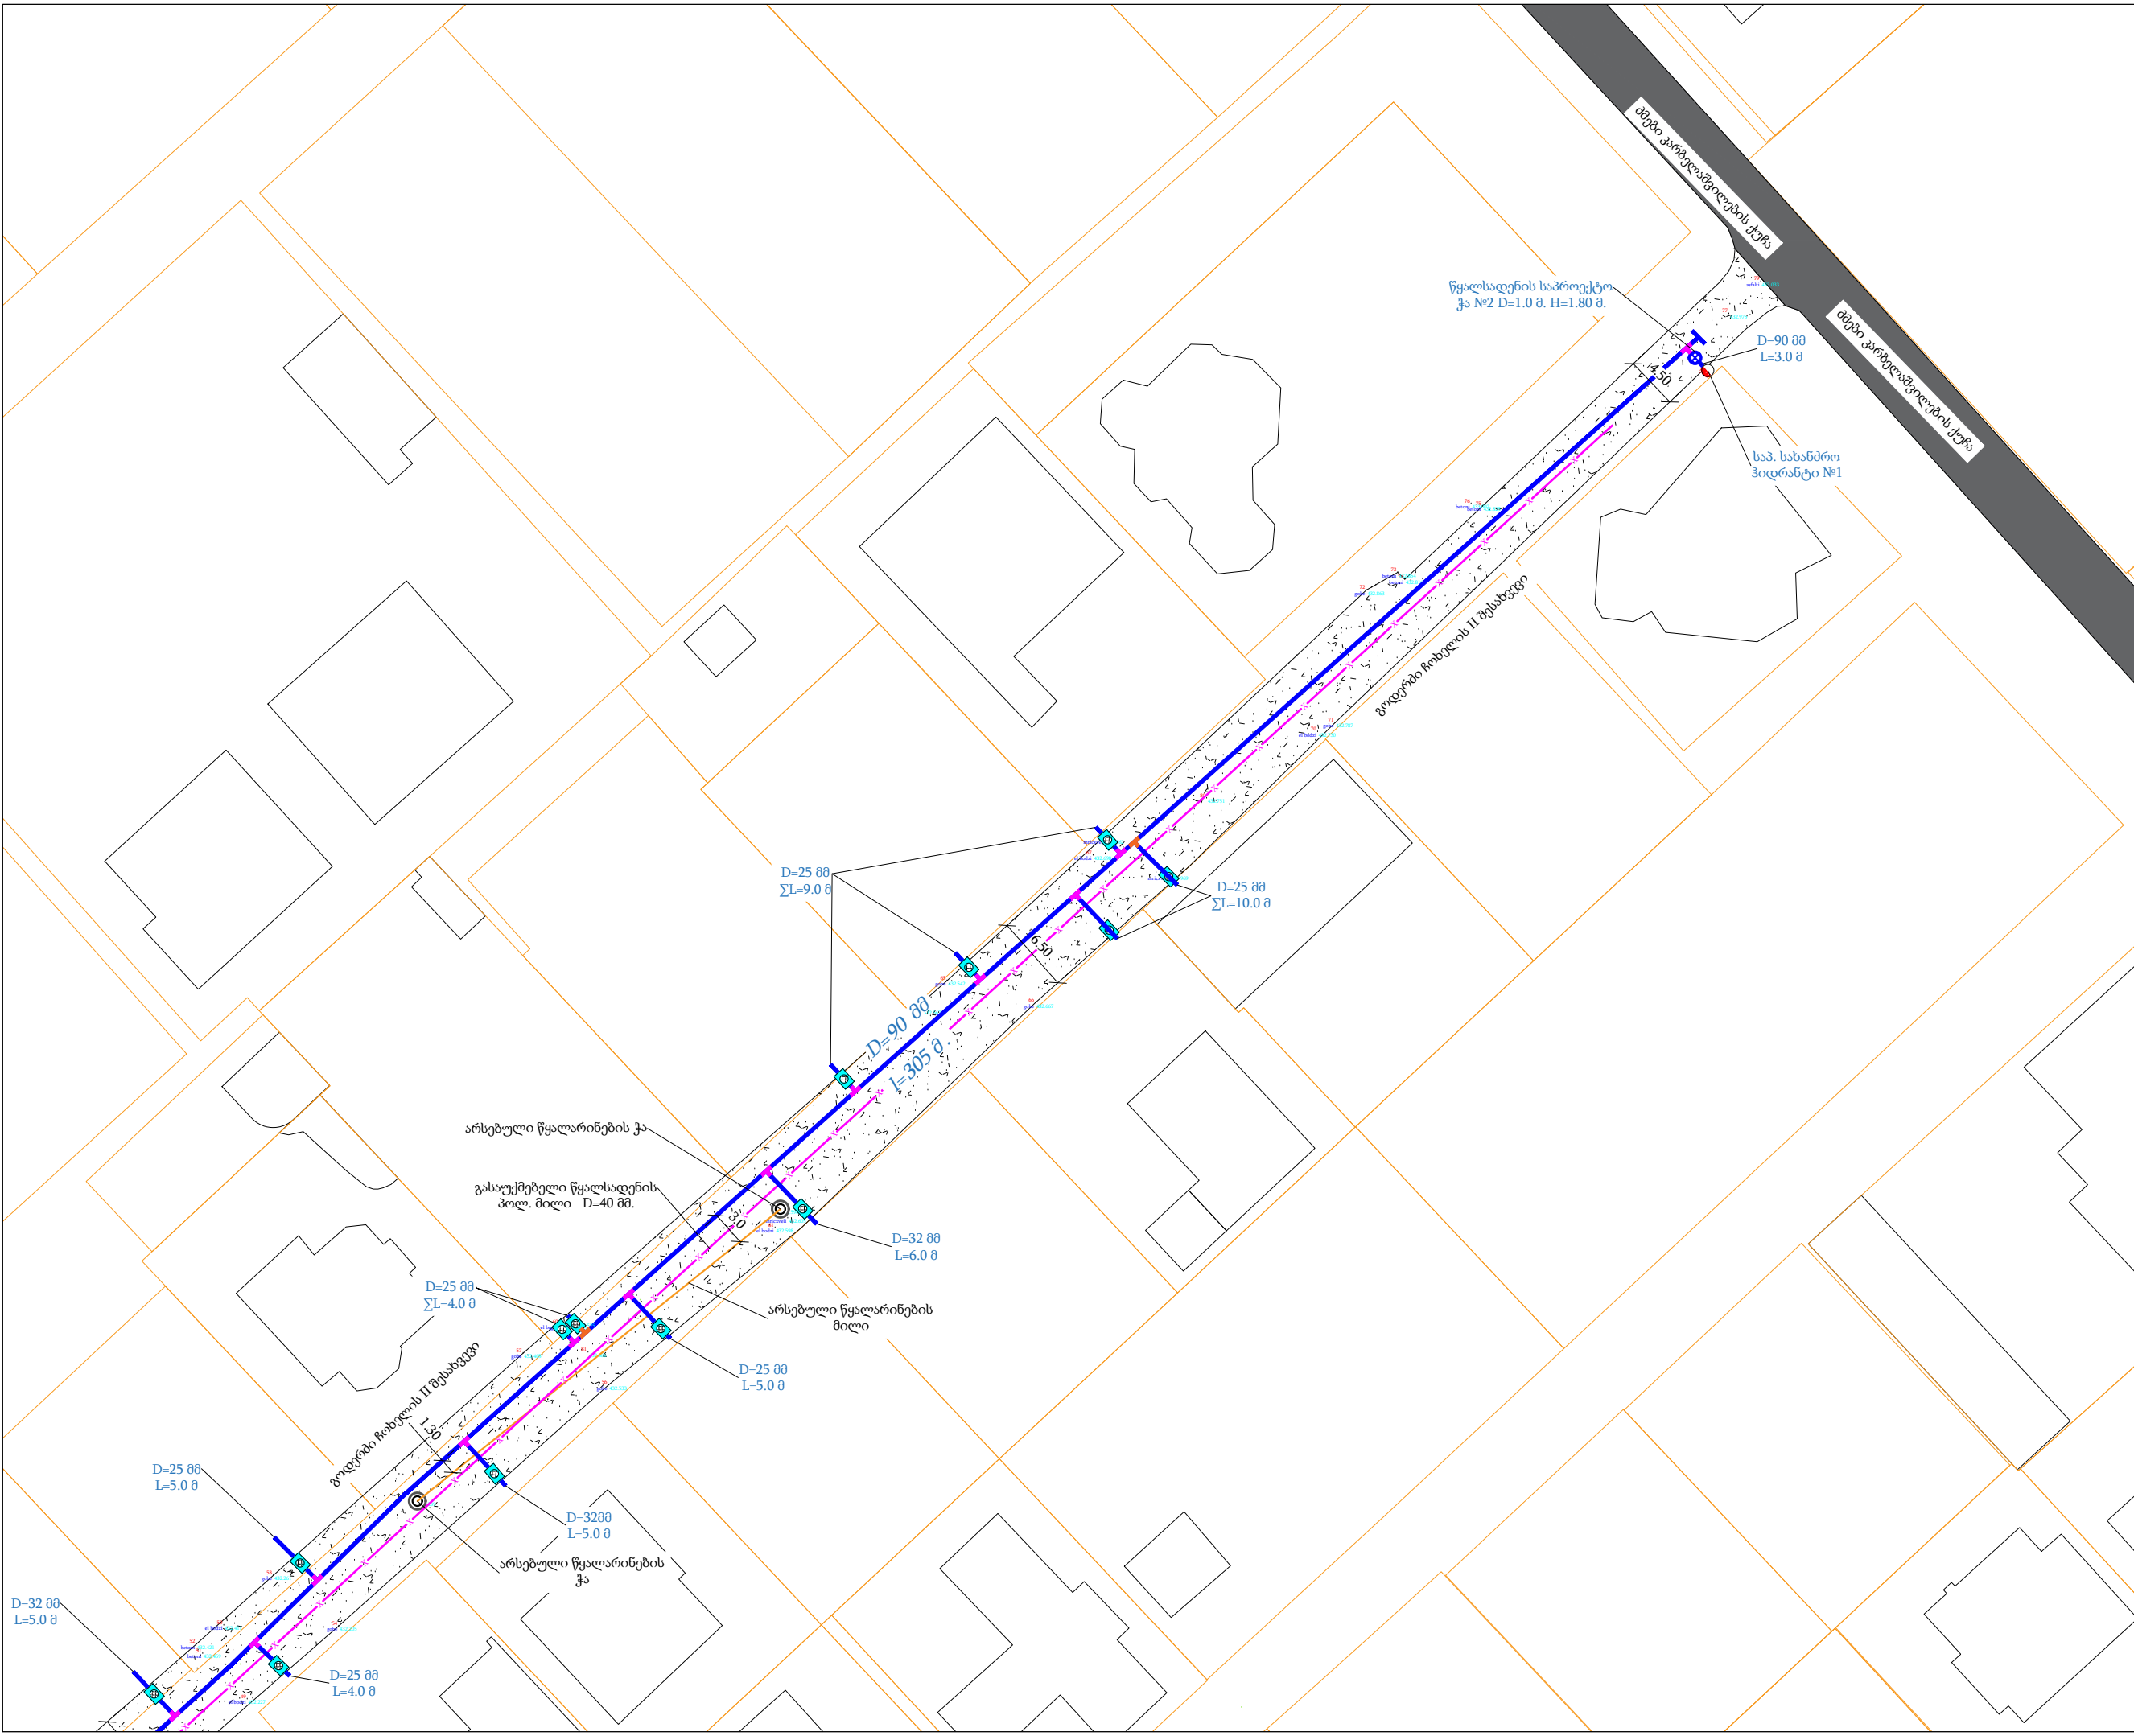 ძმები კარბელაშვილების ქუჩა
წყალსადენის საპროექტო
ჭა №2 D=1.0 მ. H=1.80 მ.
ძმები კარბელაშვილების ქუჩა
D=90 მმ
L=3.0 მ
4.50
საპ. სახანძრო
ჰიდრანტი №1
გოდერძი ჩოხელის II შესახვევი
D=25 მმ
∑L=9.0 მ
D=25 მმ
∑L=10.0 მ
6.50
D=90 მმ
l=305 მ.
არსებული წყალარინების ჭა
გასაუქმებელი წყალსადენის
პოლ. მილი D=40 მმ.
3.0
D=32 მმ
L=6.0 მ
D=25 მმ
∑L=4.0 მ
არსებული წყალარინების
მილი
D=25 მმ
L=5.0 მ
გოდერძი ჩოხელის II შესახვევი
1.30
D=25 მმ
L=5.0 მ
D=32მმ
L=5.0 მ
არსებული წყალარინების
ჭა
D=32 მმ
L=5.0 მ
D=25 მმ
L=4.0 მ